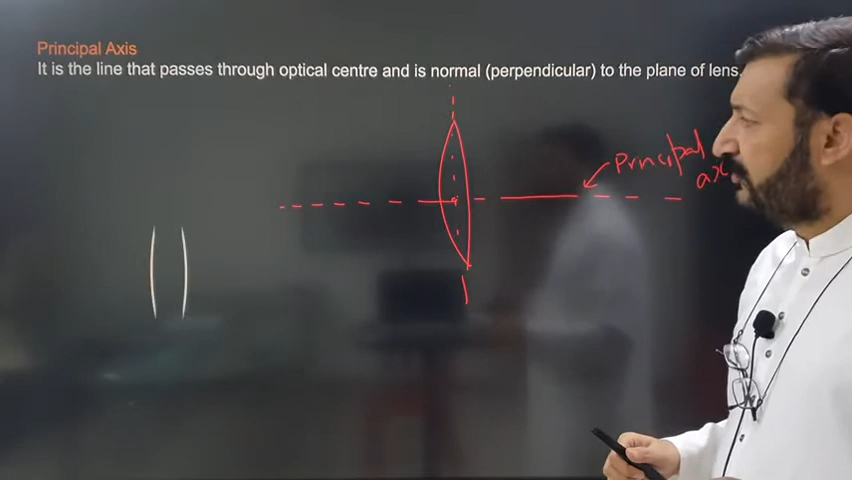 Principal Axis
It is the line that passes through optical centre and is normal (perpendicular) to the plane of lens.
Principal
ax